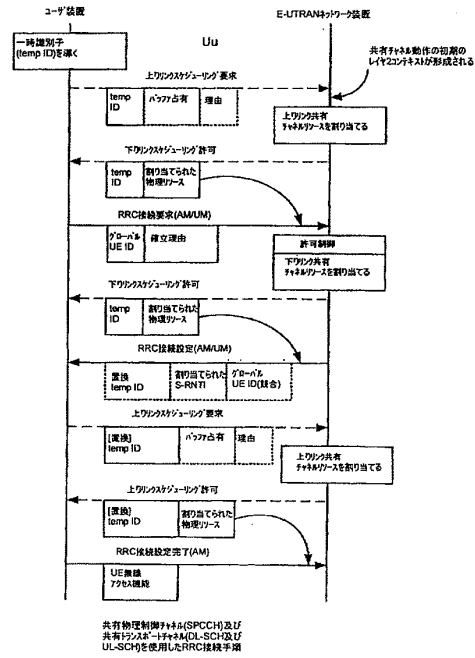 ユーザ装置
E-UTRANネットワーク装置
一時識別子
(temp ID)を導く
Uu
共有チャネル動作の初期の
レイヤ2コンテキストが形成される
上りリンクスケジューリング要求
temp
ID
バッファ占有
理由
上りリンク共有
チャネルリソースを割り当てる
下りリンクスケジューリング許可
temp
ID
割り当てられた
物理リソース
RRC接続要求(AM/UM)
グローバル
UE ID
確立理由
許可制御
下りリンク共有
チャネルリソースを割り当てる
下りリンクスケジューリング許可
temp
ID
割り当てられた
物理リソース
RRC接続設定(AM/UM)
置換
temp ID
割り当てられた
S-RNTI
グローバル
UE ID(競合)
上りリンクスケジューリング要求
[置換]
temp ID
バッファ占有
理由
上りリンク共有
チャネルリソースを割り当てる
上りリンクスケジューリング許可
[置換]
temp ID
割り当てられた
物理リソース
RRC接続設定完了(AM)
UE無線
アクセス機能
共有物理制御チャネル(SPCCH)及び
共有トランスポートチャネル(DL-SCH及び
UL-SCH)を使用したRRC接続手順